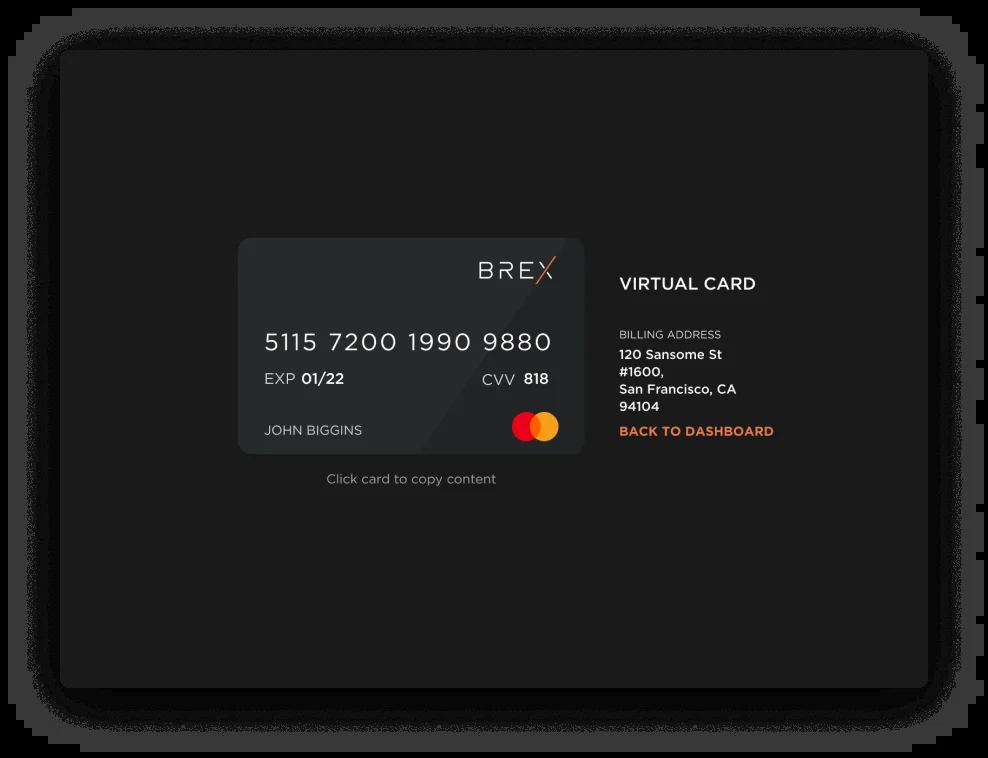 BREX
5115 7200 1990 9880
EXP 01/22 CVV 818
JOHN BIGGINS
Click card to copy content
VIRTUAL CARD
BILLING ADDRESS
120 Sansome St
#1600,
San Francisco, CA
94104
BACK TO DASHBOARD